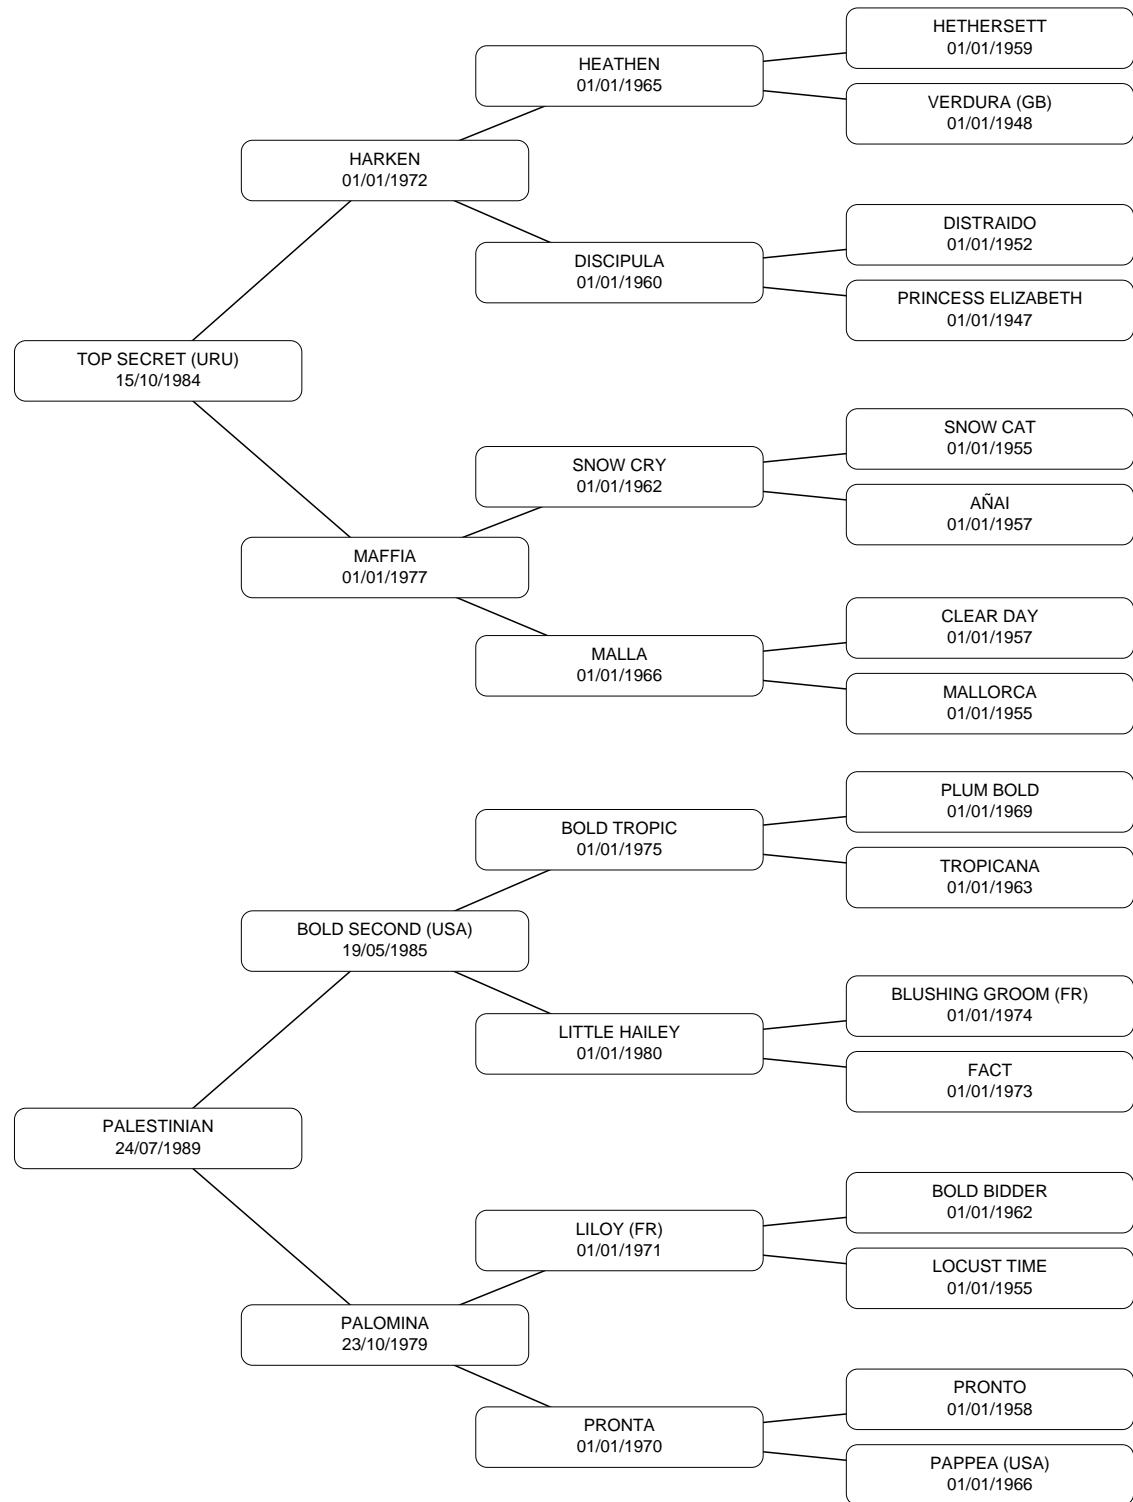 HETHERSETT
01/01/1959
HEATHEN
01/01/1965
VERDURA (GB)
01/01/1948
HARKEN
01/01/1972
DISTRAIDO
01/01/1952
DISCIPULA
01/01/1960
PRINCESS ELIZABETH
01/01/1947
TOP SECRET (URU)
15/10/1984
SNOW CAT
01/01/1955
SNOW CRY
01/01/1962
AÑAI
01/01/1957
MAFFIA
01/01/1977
CLEAR DAY
01/01/1957
MALLA
01/01/1966
MALLORCA
01/01/1955
PLUM BOLD
01/01/1969
BOLD TROPIC
01/01/1975
TROPICANA
01/01/1963
BOLD SECOND (USA)
19/05/1985
BLUSHING GROOM (FR)
01/01/1974
LITTLE HAILEY
01/01/1980
FACT
01/01/1973
PALESTINIAN
24/07/1989
BOLD BIDDER
01/01/1962
LILOY (FR)
01/01/1971
LOCUST TIME
01/01/1955
PALOMINA
23/10/1979
PRONTO
01/01/1958
PRONTA
01/01/1970
PAPPEA (USA)
01/01/1966